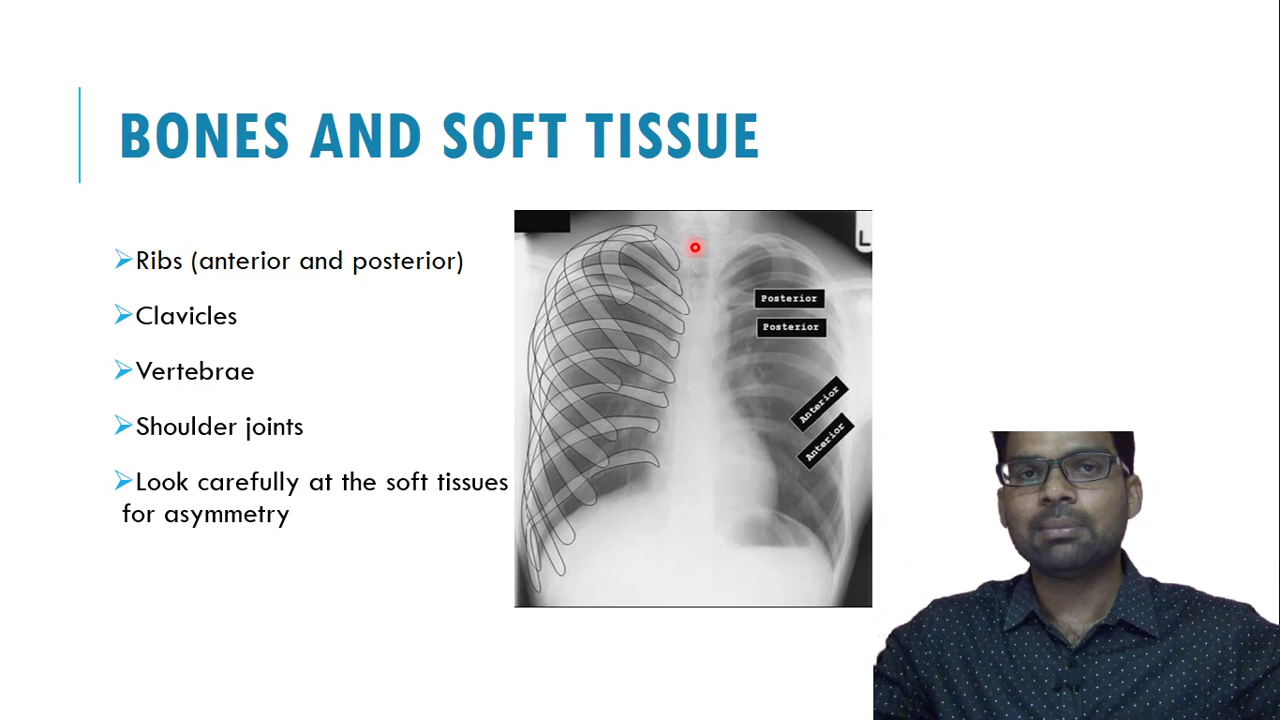 BONES AND SOFT TISSUE
Ribs (anterior and posterior)
Clavicles
Vertebrae
Shoulder joints
Look carefully at the soft tissues
for asymmetry
L
Posterior
Posterior
Anterior
Anterior